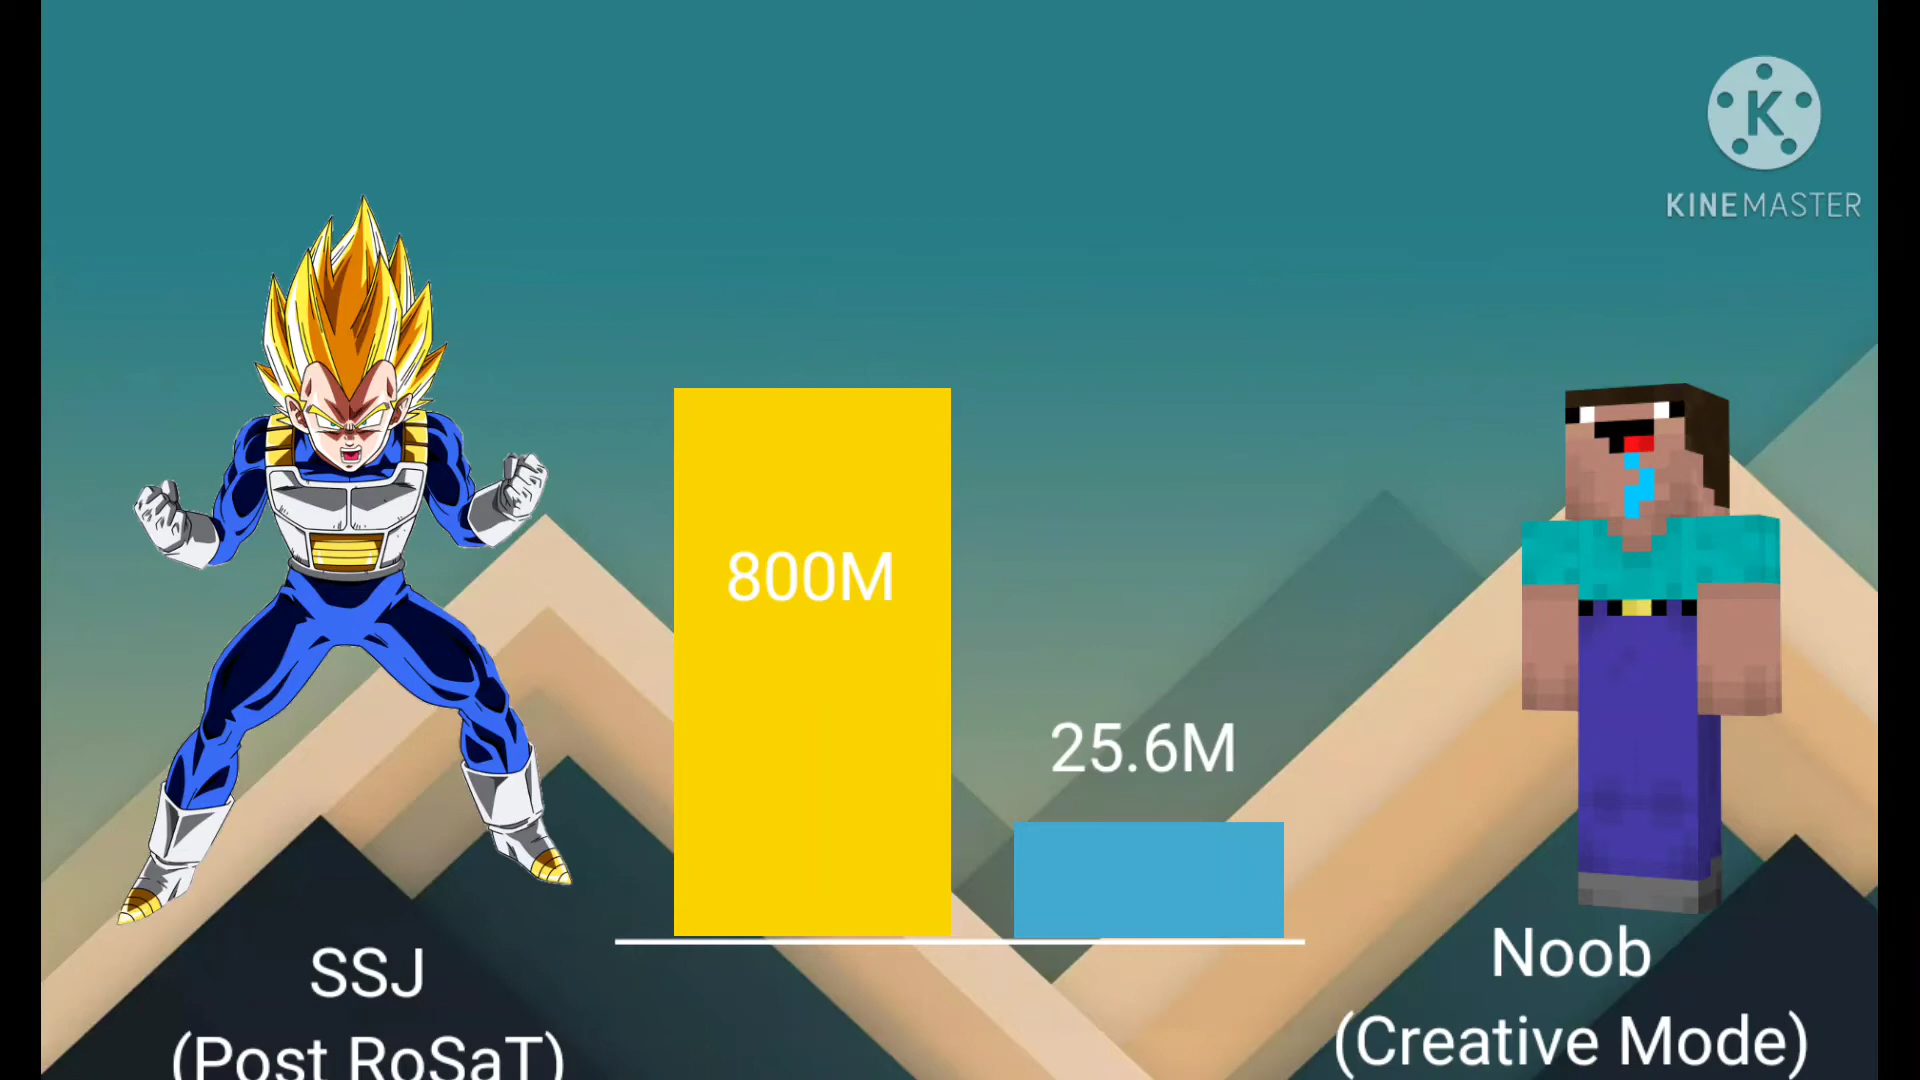 K
KINEMASTER
800M
25.6M
SSJ
(Post RoSaT)
Noob
(Creative Mode)